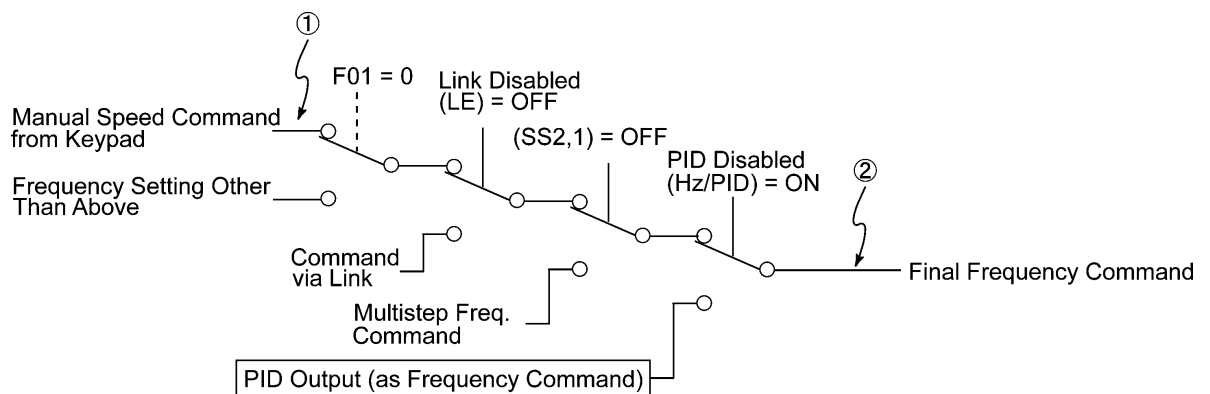 ①
F01 = 0
Link Disabled
(LE) = OFF
Manual Speed Command
from Keypad
(SS2,1) = OFF
PID Disabled
(Hz/PID) = ON
②
Frequency Setting Other
Than Above
Command
via Link
Final Frequency Command
Multistep Freq.
Command
PID Output (as Frequency Command)